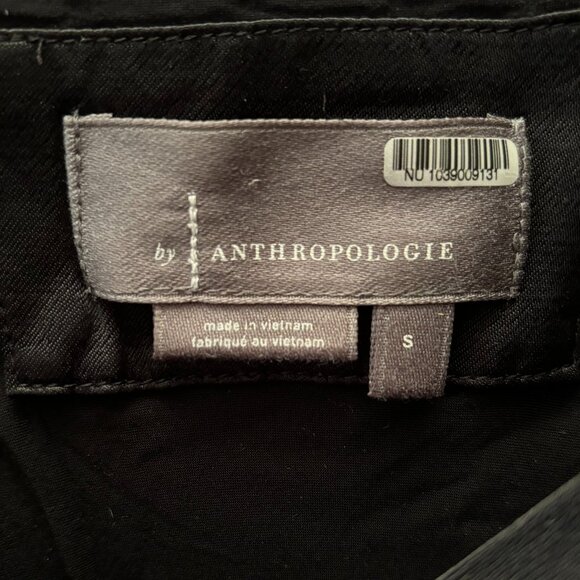 NU 1039009131
by ANTHROPOLOGIE
made in vietnam
fabriqué au vietnam
S